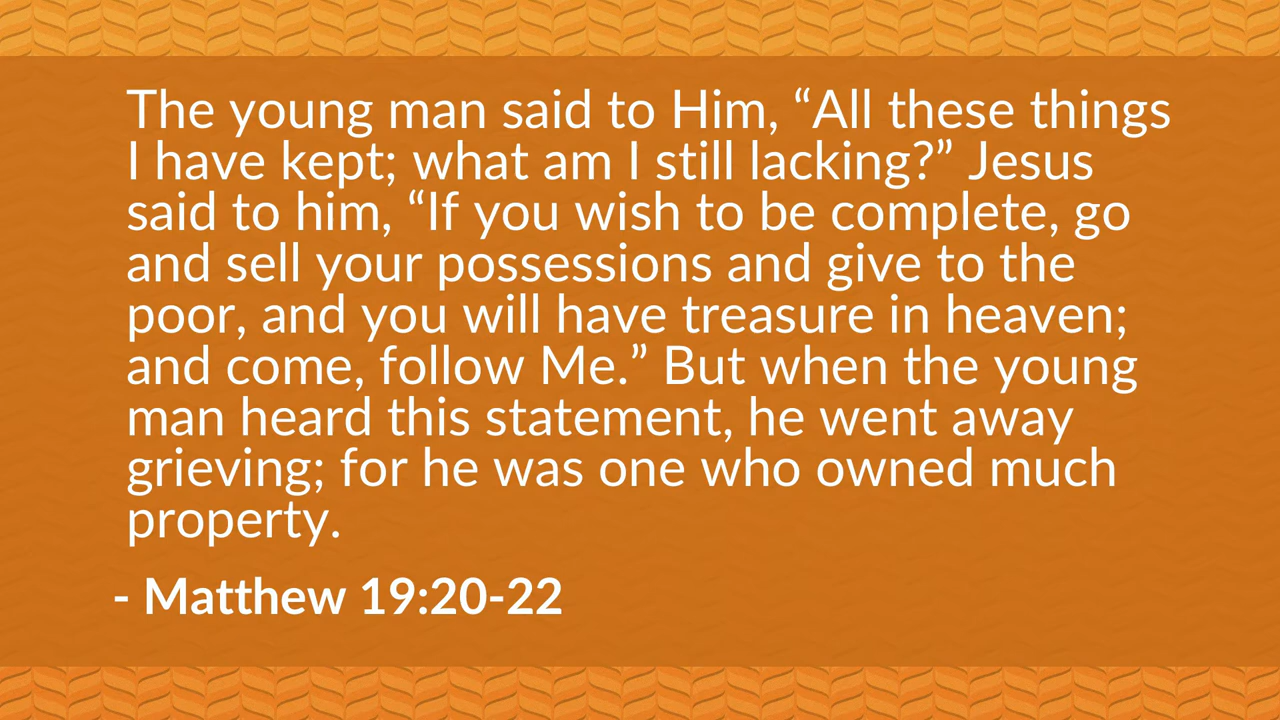 The young man said to Him, “All these things
I have kept; what am I still lacking?” Jesus
said to him, “If you wish to be complete, go
and sell your possessions and give to the
poor, and you will have treasure in heaven;
and come, follow Me.” But when the young
man heard this statement, he went away
grieving; for he was one who owned much
property.
- Matthew 19:20-22